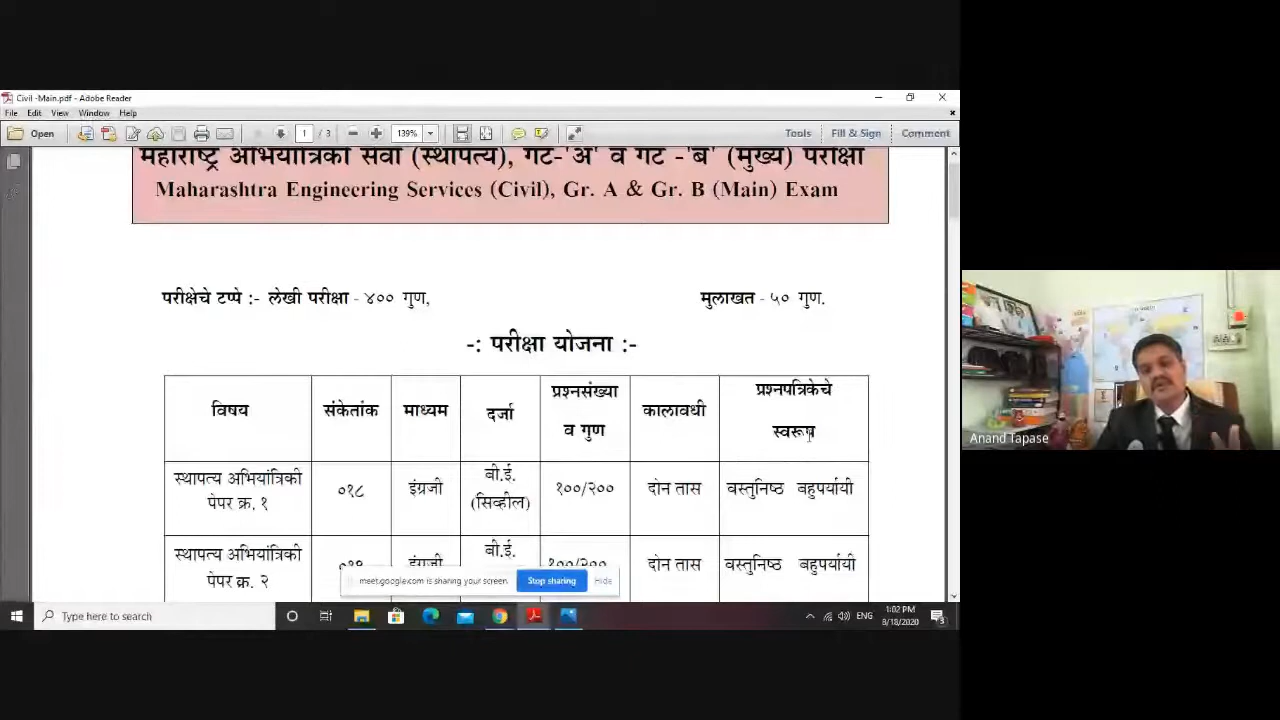 Civil -Main.pdf - Adobe Reader
File Edit View Window Help
Open 1 / 3 139% Tools Fill & Sign Comment
महाराष्ट्र अभियांत्रिकी सेवा (स्थापत्य), गट-'अ' व गट -'ब' (मुख्य) परीक्षा
Maharashtra Engineering Services (Civil), Gr. A & Gr. B (Main) Exam
परीक्षेचे टप्पे :- लेखी परीक्षा - ४०० गुण, मुलाखत - ५० गुण.
-: परीक्षा योजना :-
विषय संकेतांक माध्यम दर्जा प्रश्नसंख्या व गुण कालावधी प्रश्नपत्रिकेचे स्वरूप
स्थापत्य अभियांत्रिकी पेपर क्र. १ ०१८ इंग्रजी बी.ई. (सिव्हील) १००/२०० दोन तास वस्तुनिष्ठ बहुपर्यायी
स्थापत्य अभियांत्रिकी पेपर क्र. २ ०१९ इंग्रजी बी.ई. १००/२०० दोन तास वस्तुनिष्ठ बहुपर्यायी
meet.google.com is sharing your screen. Stop sharing Hide
Anand Tapase
Type here to search ENG 1:02 PM
8/18/2020